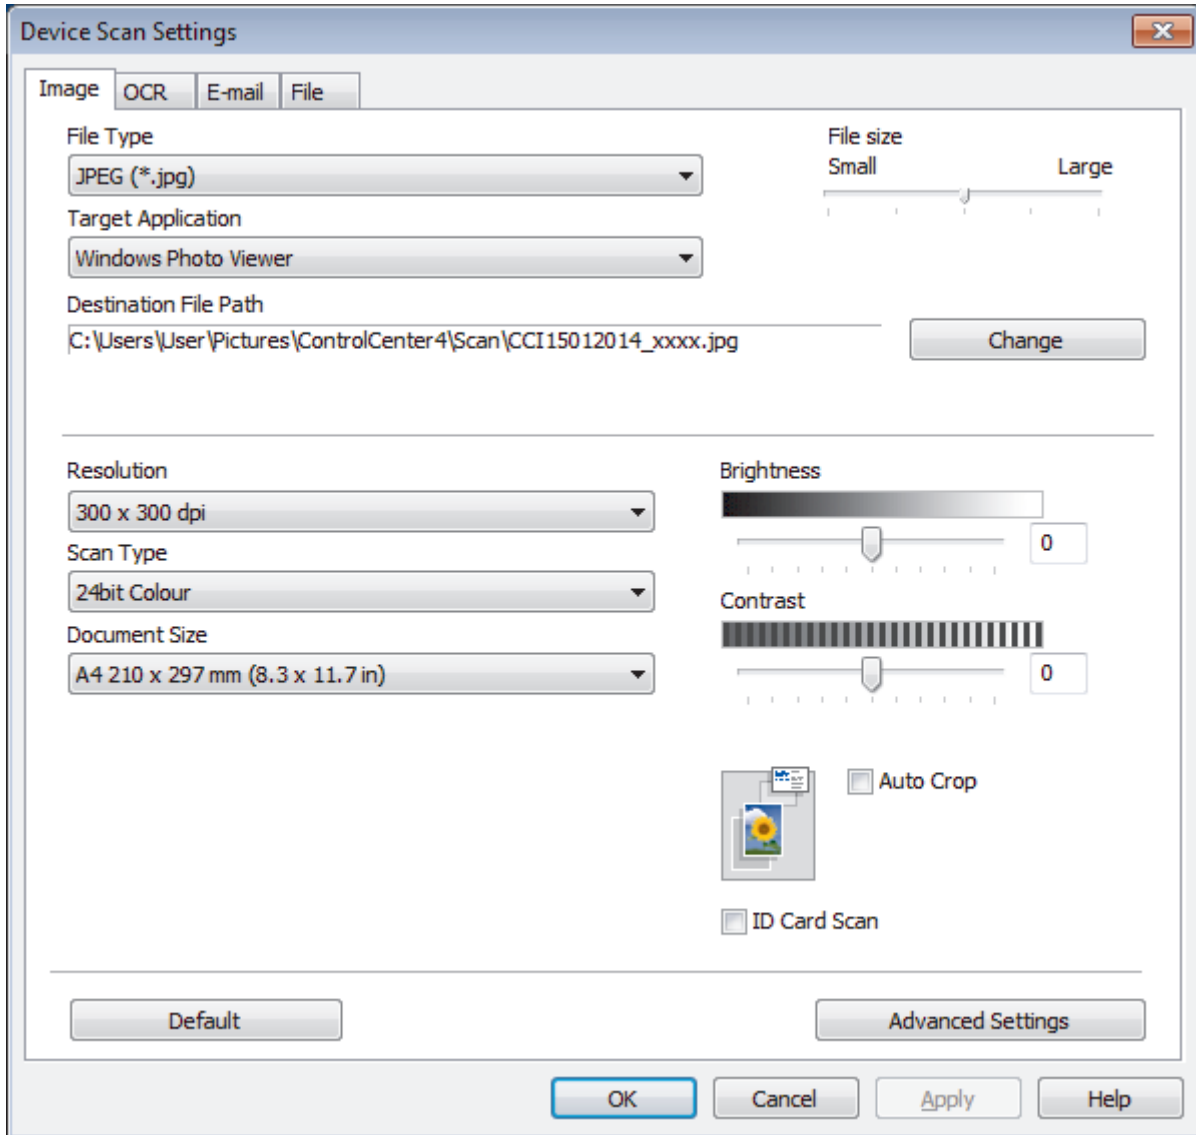 Device Scan Settings
Image OCR E-mail File
File Type
JPEG (*.jpg)
File size
Small Large
Target Application
Windows Photo Viewer
Destination File Path
C:\Users\User\Pictures\ControlCenter4\Scan\CCI15012014_xxxx.jpg
Change
Resolution
300 x 300 dpi
Scan Type
24bit Colour
Document Size
A4 210 x 297 mm (8.3 x 11.7 in)
Brightness
0
Contrast
0
Auto Crop
ID Card Scan
Default Advanced Settings
OK Cancel Apply Help